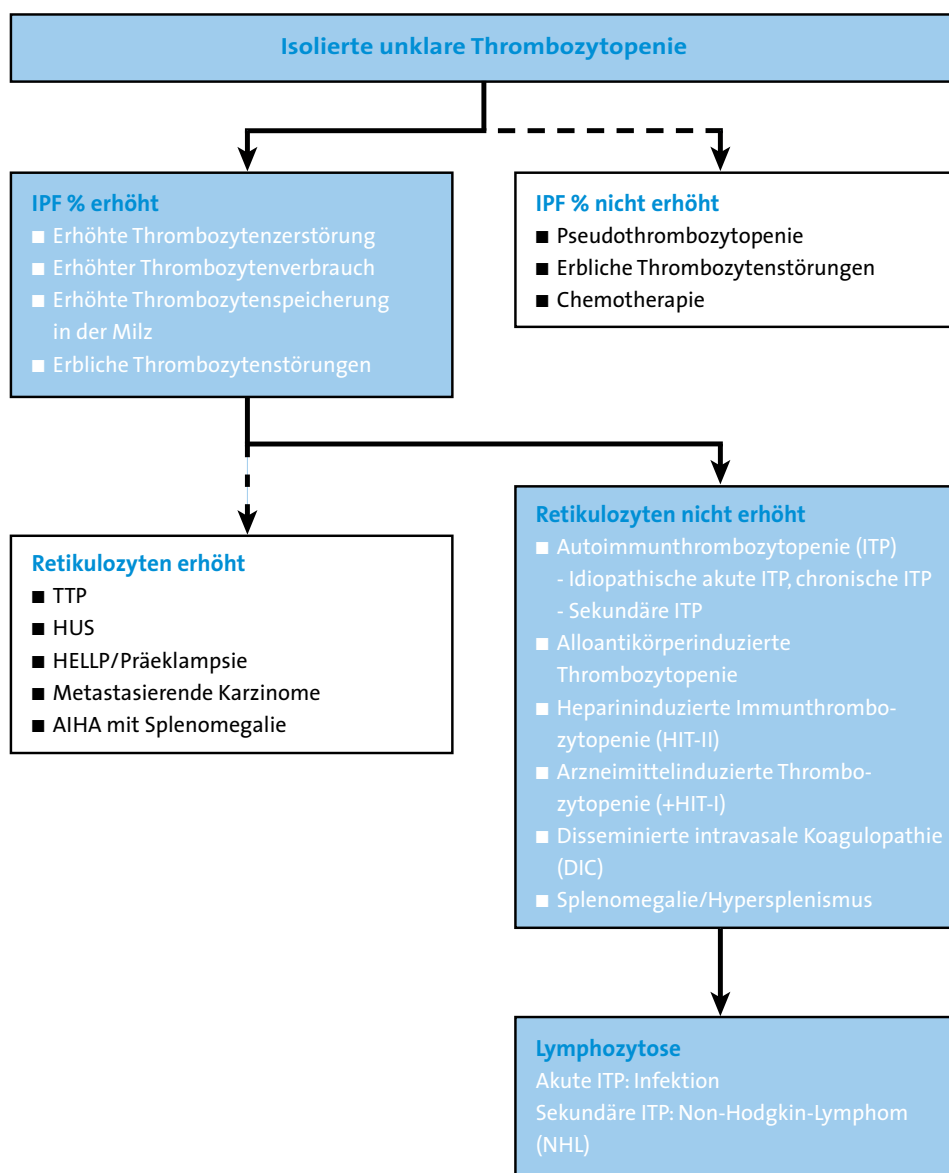 Isolierte unklare Thrombozytopenie
IPF % erhöht
■ Erhöhte Thrombozytenzerstörung
■ Erhöhter Thrombozytenverbrauch
■ Erhöhte Thrombozytenspeicherung
in der Milz
■ Erbliche Thrombozytenstörungen
IPF % nicht erhöht
■ Pseudothrombozytopenie
■ Erbliche Thrombozytenstörungen
■ Chemotherapie
Retikulozyten erhöht
■ TTP
■ HUS
■ HELLP/Präeklampsie
■ Metastasierende Karzinome
■ AIHA mit Splenomegalie
Retikulozyten nicht erhöht
■ Autoimmunthrombozytopenie (ITP)
- Idiopathische akute ITP, chronische ITP
- Sekundäre ITP
■ Alloantikörperinduzierte
Thrombozytopenie
■ Heparininduzierte Immunthrombo-
zytopenie (HIT-II)
■ Arzneimittelinduzierte Thrombo-
zytopenie (+HIT-I)
■ Disseminierte intravasale Koagulopathie
(DIC)
■ Splenomegalie/Hypersplenismus
Lymphozytose
Akute ITP: Infektion
Sekundäre ITP: Non-Hodgkin-Lymphom
(NHL)